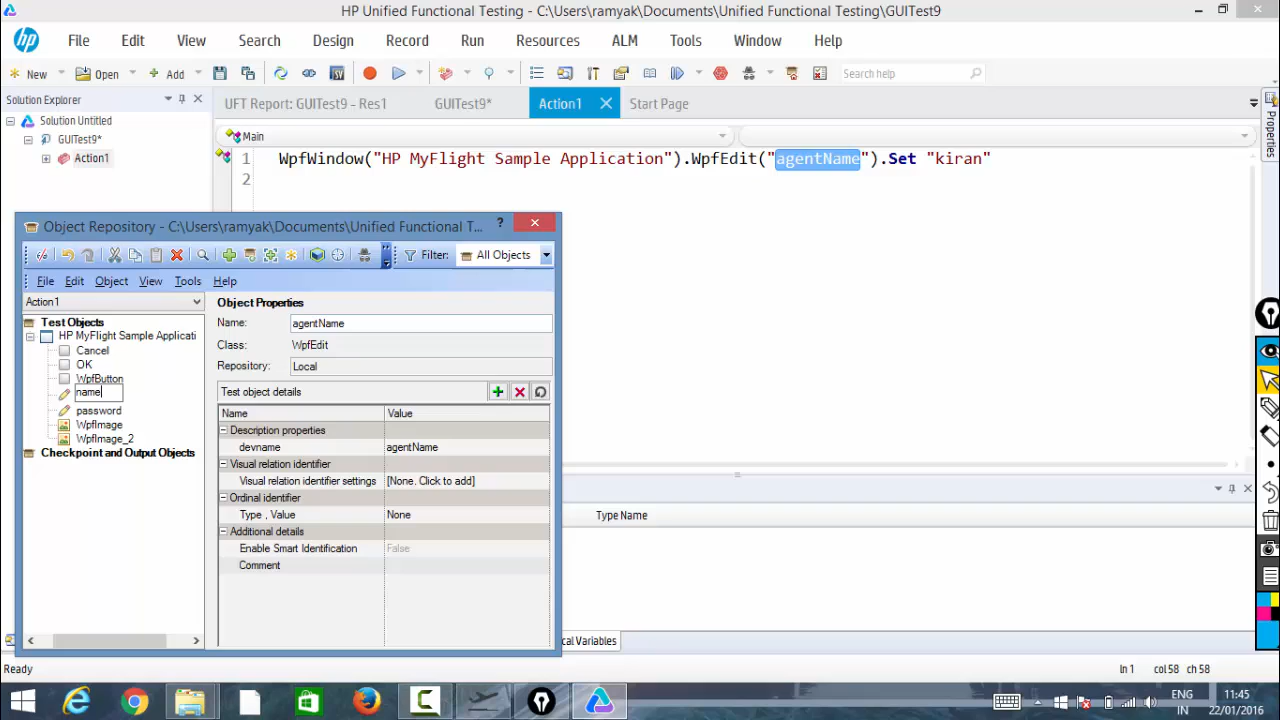 HP Unified Functional Testing - C:\Users\ramyak\Documents\Unified Functional Testing\GUITest9
hp File Edit View Search Design Record Run Resources ALM Tools Window Help
New Open Add Search help
Solution Explorer
UFT Report: GUITest9 - Res1 GUITest9* Action1 Start Page
Properties
Solution Untitled
GUITest9*
Action1
Main
1 WpfWindow("HP MyFlight Sample Application").WpfEdit("agentName").Set "kiran"
2
Object Repository - C:\Users\ramyak\Documents\Unified Functional T... ?
Filter: All Objects
File Edit Object View Tools Help
Action1
Test Objects
HP MyFlight Sample Applicati
Cancel
OK
WpfButton
name
password
WpfImage
WpfImage_2
Checkpoint and Output Objects
Object Properties
Name: agentName
Class: WpfEdit
Repository: Local
Test object details
Name Value
Description properties
devname agentName
Visual relation identifier
Visual relation identifier settings [None. Click to add]
Ordinal identifier
Type , Value None
Additional details
Enable Smart Identification False
Comment
Type Name
cal Variables
Ready
ln 1 col 58 ch 58
ENG
IN
11:45
22/01/2016